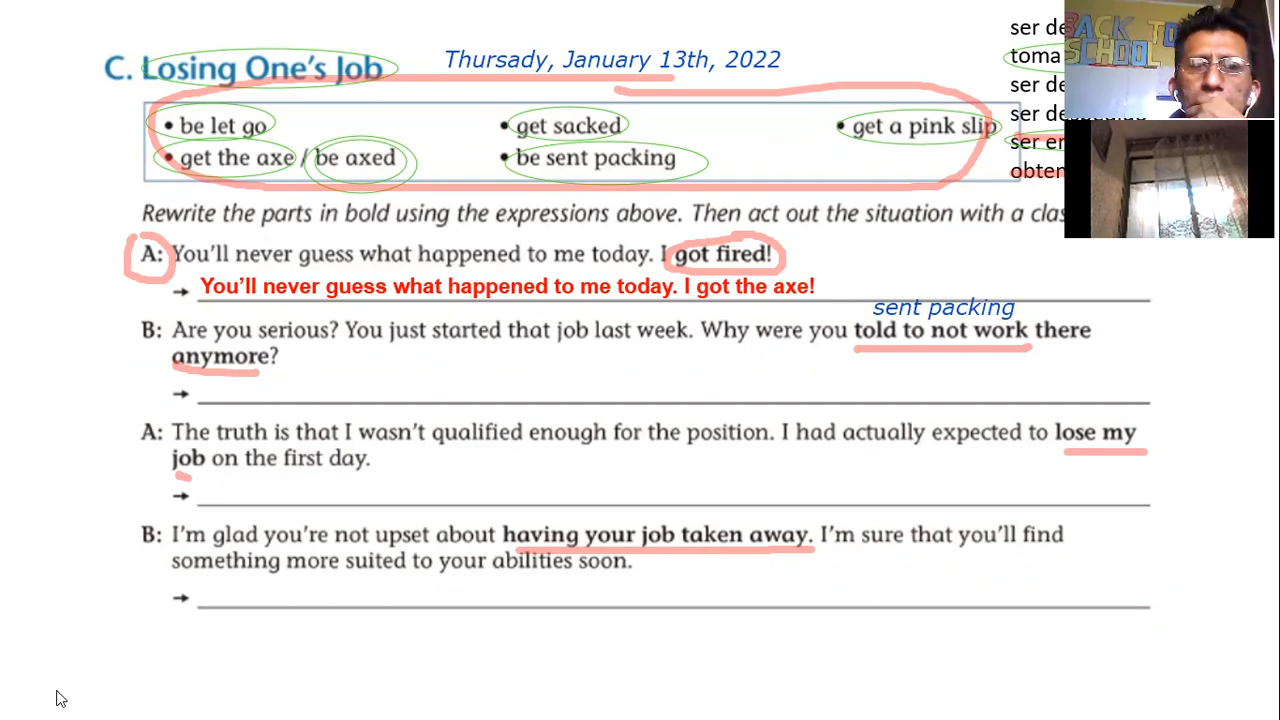 C. Losing One's Job
Thursady, January 13th, 2022
• be let go
• get sacked
• get a pink slip
• get the axe / be axed
• be sent packing
Rewrite the parts in bold using the expressions above. Then act out the situation with a
A: You'll never guess what happened to me today. I got fired!
→ You'll never guess what happened to me today. I got the axe!
sent packing
B: Are you serious? You just started that job last week. Why were you told to not work there
anymore?
→
A: The truth is that I wasn't qualified enough for the position. I had actually expected to lose my
job on the first day.
→
B: I'm glad you're not upset about having your job taken away. I'm sure that you'll find
something more suited to your abilities soon.
→
ser
toma
ser
ser
ser
BACK TO
SCHOOL